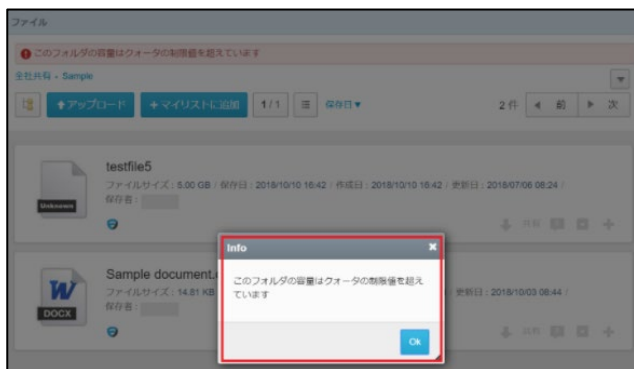 ファイル
このフォルダの容量はクォータの制限値を超えています
全社共有 - Sample
アップロード
+ マイリストに追加
1/1
保存日▼
2 件
前
次
testfile5
ファイルサイズ : 5.00 GB / 保存日 : 2018/10/10 16:42 / 作成日 : 2018/10/10 16:42 / 更新日 : 2018/07/06 08:24 /
保存者 :
Unknown
共有
Info
このフォルダの容量はクォータの制限値を超え
ています
Ok
Sample document.
ファイルサイズ : 14.81 KB
/ 更新日 : 2018/10/03 08:44 /
保存者 :
W
DOCX
共有